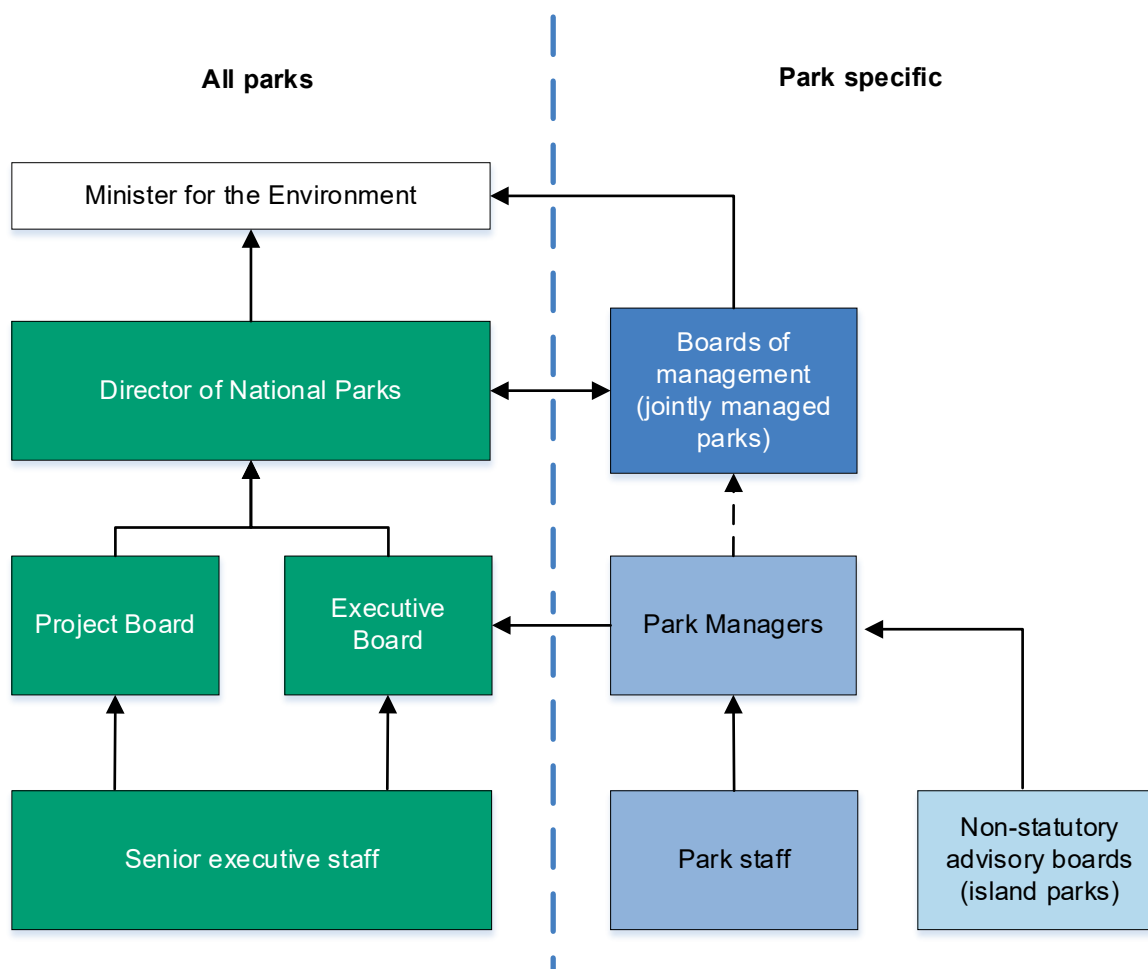 All parks
Park specific
Minister for the Environment
Director of National Parks
Boards of
management
(jointly managed
parks)
Project Board
Executive
Board
Park Managers
Senior executive staff
Park staff
Non-statutory
advisory boards
(island parks)